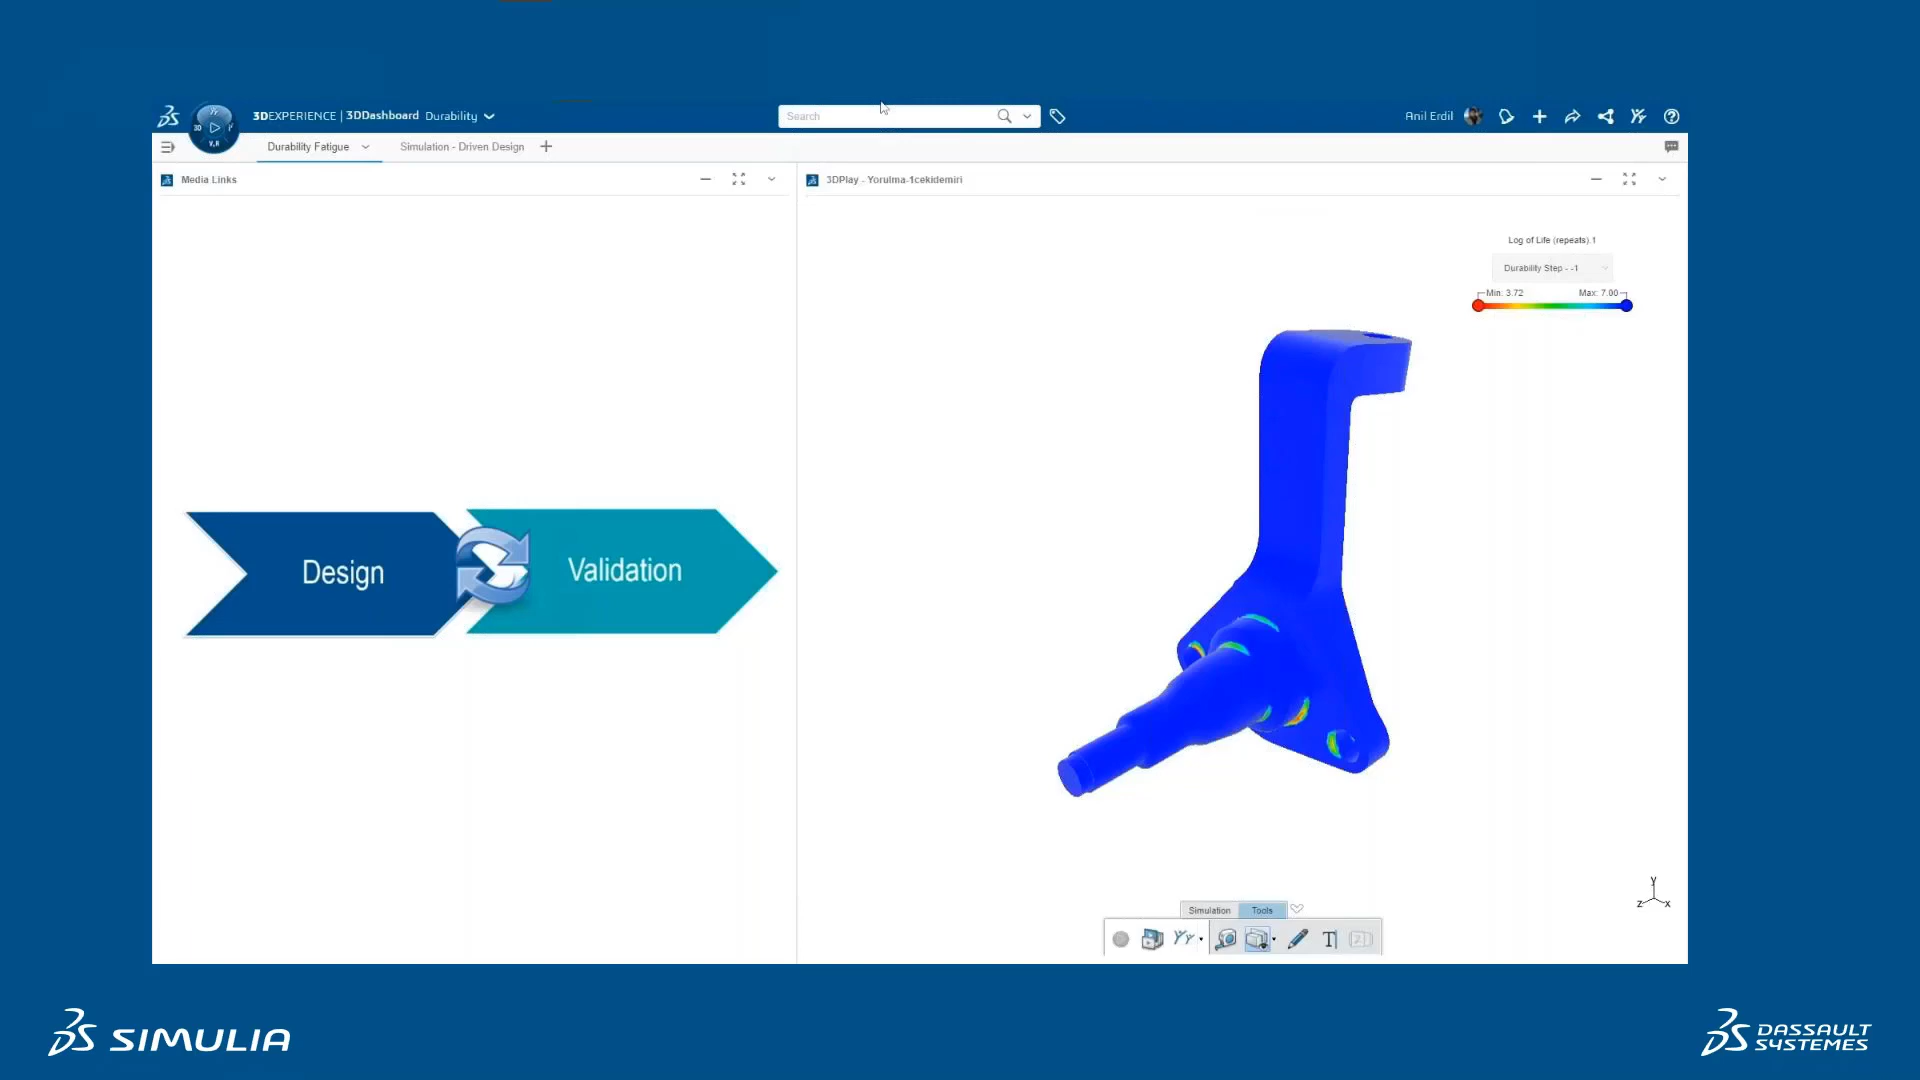 3DEXPERIENCE | 3DDashboard Durability
Search
Anil Erdil
3D
V,R
Durability Fatigue
Simulation - Driven Design
Media Links
3DPlay - Yorulma-1cekidemiri
Log of Life (repeats).1
Durability Step - -1
Min: 3.72 Max: 7.00
Design
Validation
y
z x
Simulation Tools
SIMULIA
DASSAULT
SYSTEMES